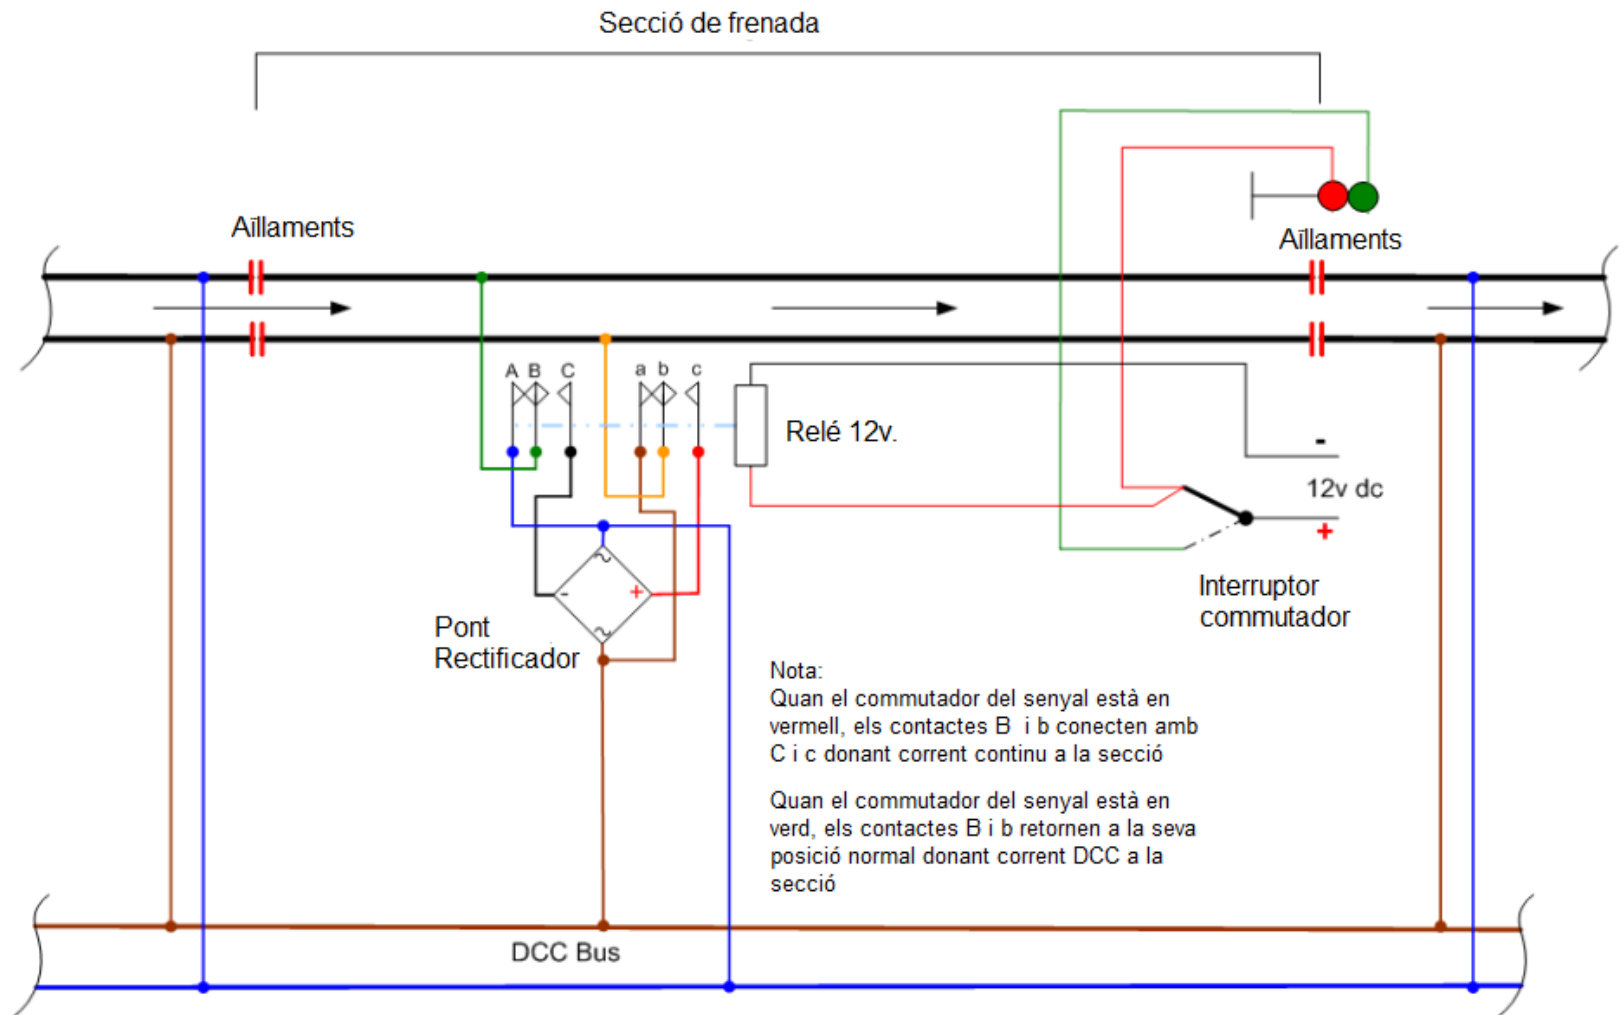 Secció de frenada
Aïllaments
Aïllaments
A B C
a b c
Relé 12v.
-
12v dc
+
Interruptor
commutador
~
- +
~
Pont
Rectificador
Nota:
Quan el commutador del senyal està en
vermell, els contactes B i b conecten amb
C i c donant corrent continu a la secció
Quan el commutador del senyal està en
verd, els contactes B i b retornen a la seva
posició normal donant corrent DCC a la
secció
DCC Bus